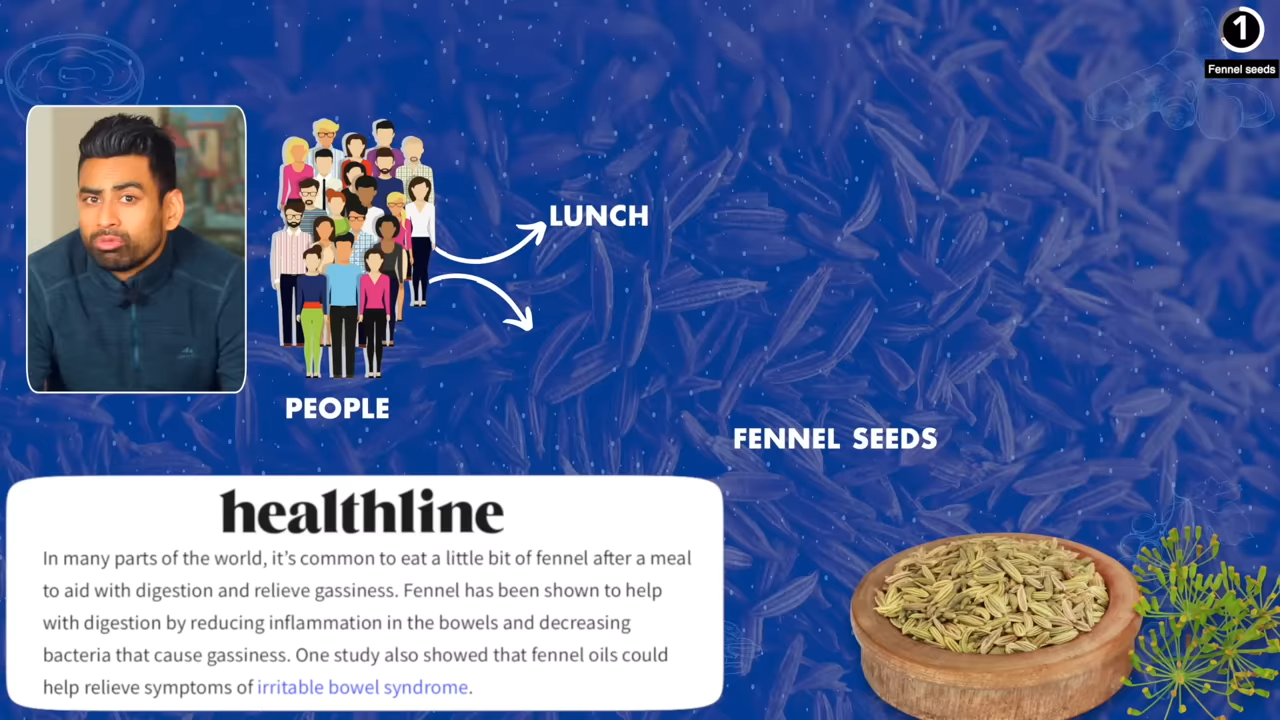 1
Fennel seeds
LUNCH
PEOPLE
FENNEL SEEDS
healthline
In many parts of the world, it’s common to eat a little bit of fennel after a meal
to aid with digestion and relieve gassiness. Fennel has been shown to help
with digestion by reducing inflammation in the bowels and decreasing
bacteria that cause gassiness. One study also showed that fennel oils could
help relieve symptoms of irritable bowel syndrome.